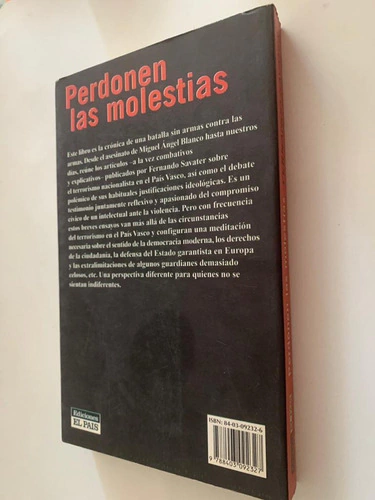 Perdonen
las molestias
Este libro es la crónica de una batalla sin armas contra las
armas. Desde el asesinato de Miguel Ángel Blanco hasta nuestros
días, reúne los artículos -a la vez combativos
y explicativos- publicados por Fernando Savater sobre
el terrorismo nacionalista en el País Vasco, así como el debate
polémico de sus habituales justificaciones ideológicas. Es un
testimonio juntamente reflexivo y apasionado del compromiso
cívico de un intelectual ante la violencia. Pero con frecuencia
estos breves ensayos van más allá de las circunstancias
del terrorismo en el País Vasco y configuran una meditación
necesaria sobre el sentido de la democracia moderna, los derechos
de la ciudadanía, la defensa del Estado garantista en Europa
y las extralimitaciones de algunos guardianes demasiado
celosos, etc. Una perspectiva diferente para quienes no se
sientan indiferentes.
Ediciones
EL PAIS
ISBN: 84-03-09232-6
9 788403 092327